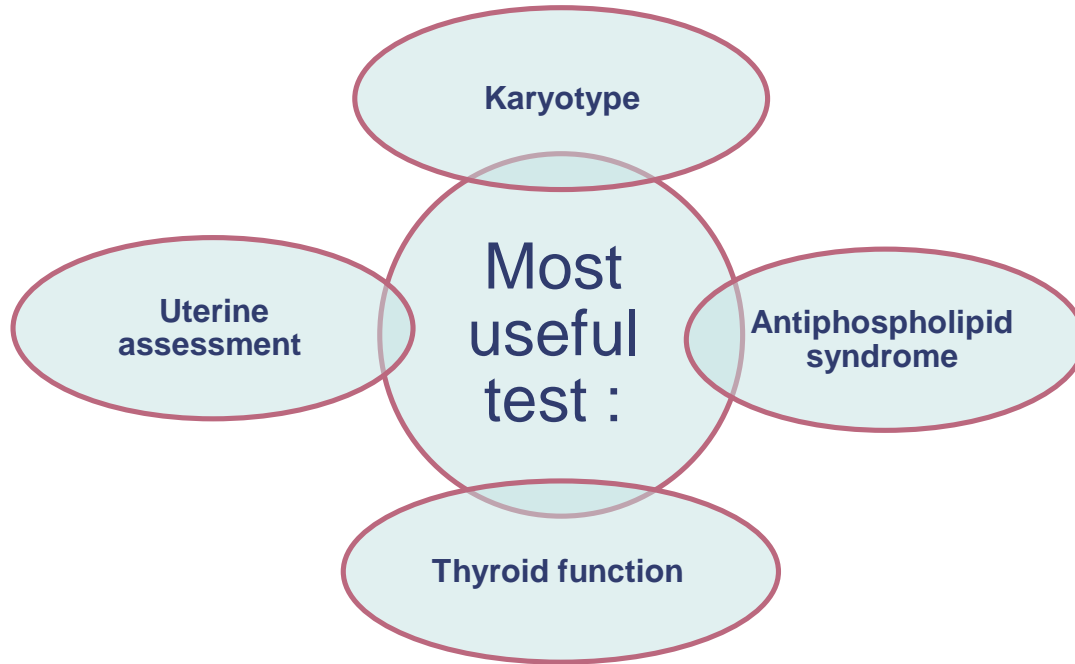 Karyotype
Most
useful
test :
Uterine
assessment
Antiphospholipid
syndrome
Thyroid function